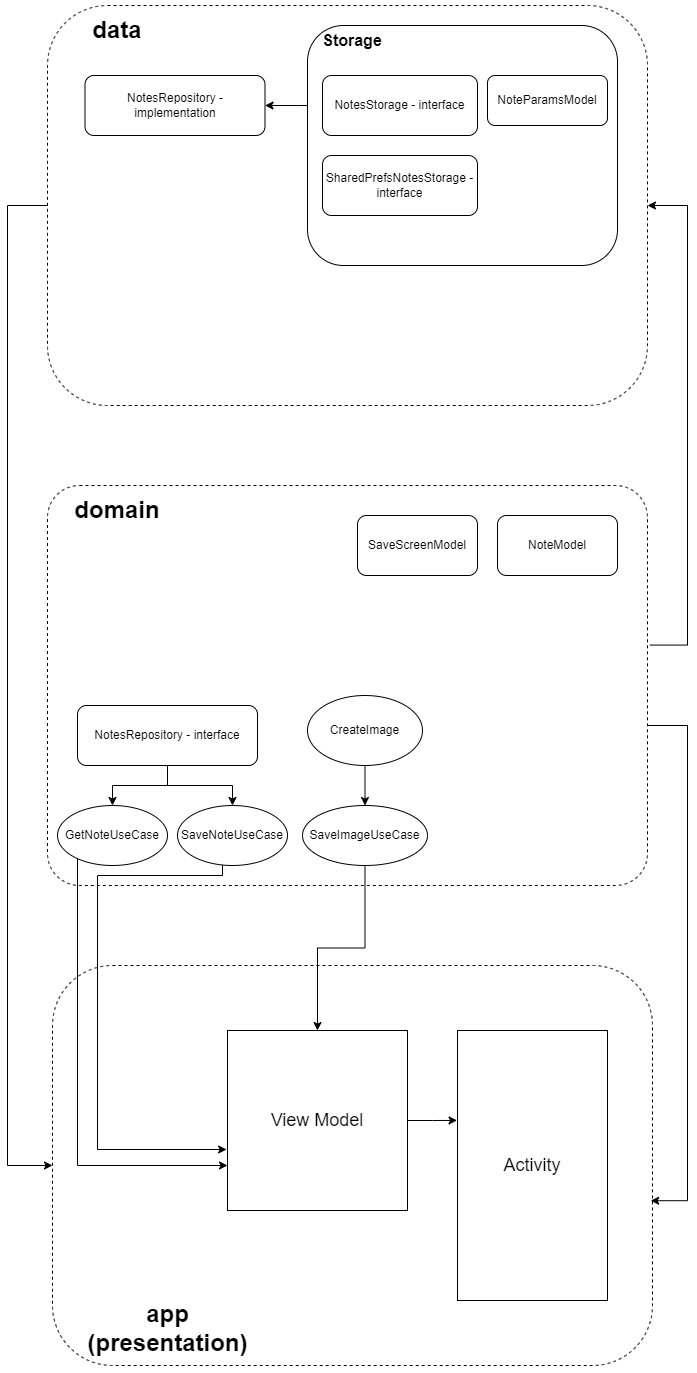 data
Storage
NotesRepository -
implementation
NotesStorage - interface
NoteParamsModel
SharedPrefsNotesStorage -
interface
domain
SaveScreenModel
NoteModel
NotesRepository - interface
CreateImage
GetNoteUseCase
SaveNoteUseCase
SaveImageUseCase
View Model
Activity
app
(presentation)